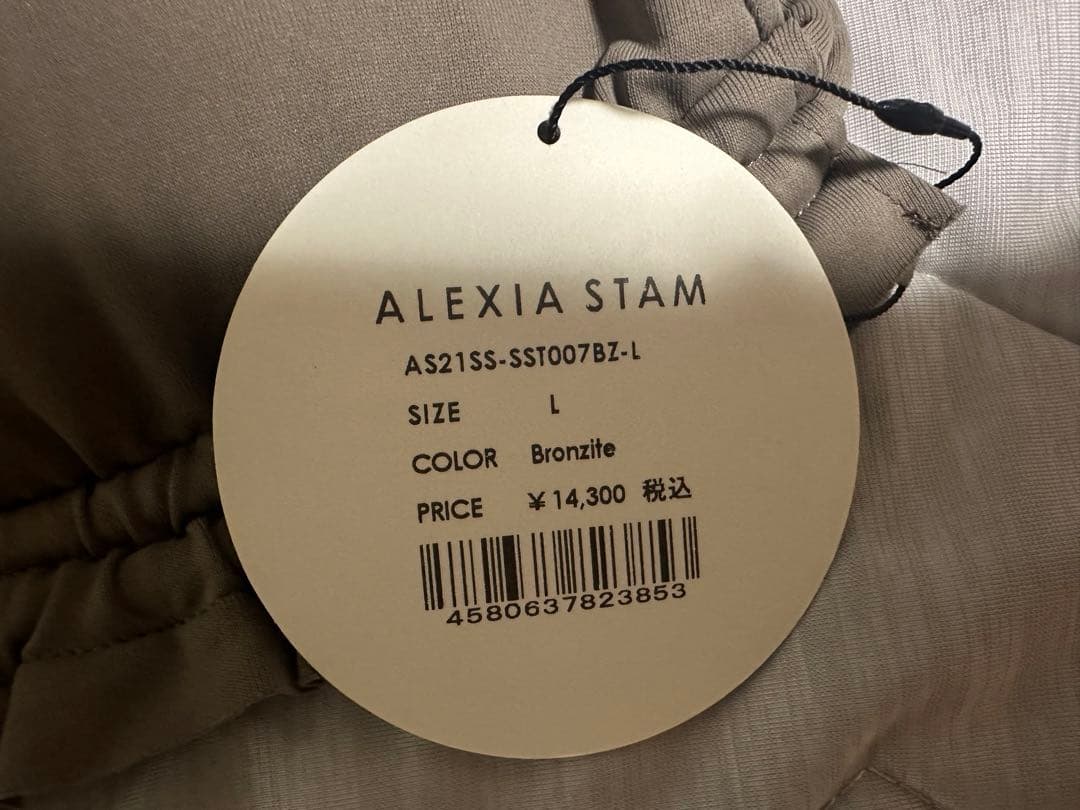 ALEXIA STAM
AS21SS-SST007BZ-L
SIZE L
COLOR Bronzite
PRICE ¥14,300 税込
4580637823853